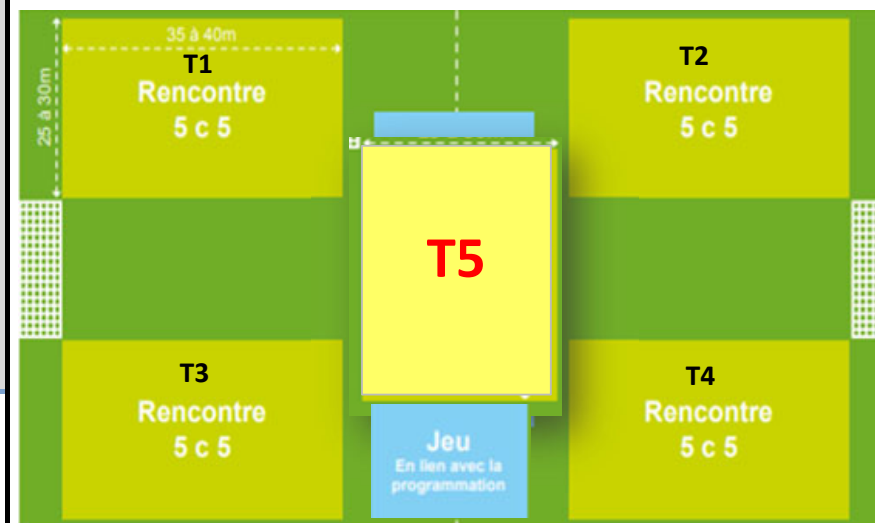 35 à 40m
T1
Rencontre
5 c 5
25 à 30m
T2
Rencontre
5 c 5
T5
T3
Rencontre
5 c 5
T4
Rencontre
5 c 5
Jeu
En lien avec la
programmation